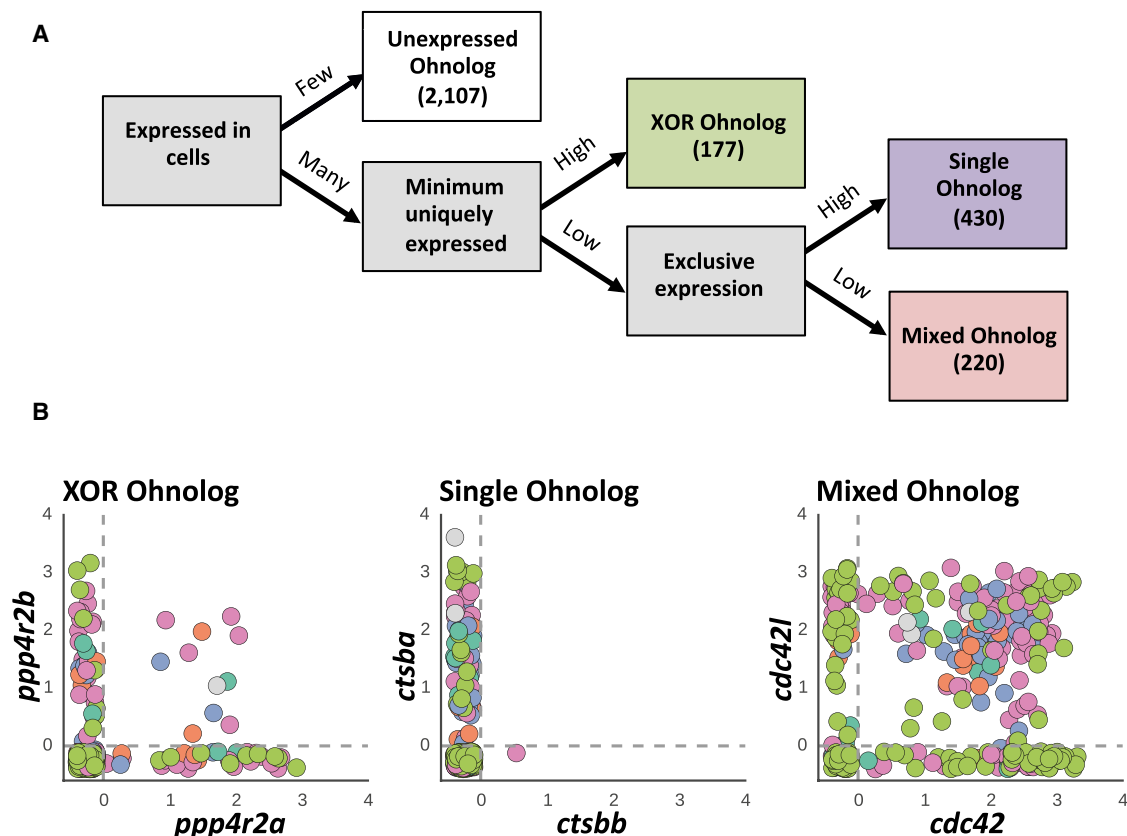 A
Expressed in
cells
Few
Many
Unexpressed
Ohnolog
(2,107)
Minimum
uniquely
expressed
High
Low
XOR Ohnolog
(177)
Exclusive
expression
High
Low
Single
Ohnolog
(430)
Mixed Ohnolog
(220)
B
XOR Ohnolog
4
3
2
1
0
ppp4r2b
0 1 2 3 4
ppp4r2a
Single Ohnolog
4
3
2
1
0
ctsba
0 1 2 3 4
ctsbb
Mixed Ohnolog
4
3
2
1
0
cdc42l
0 1 2 3 4
cdc42